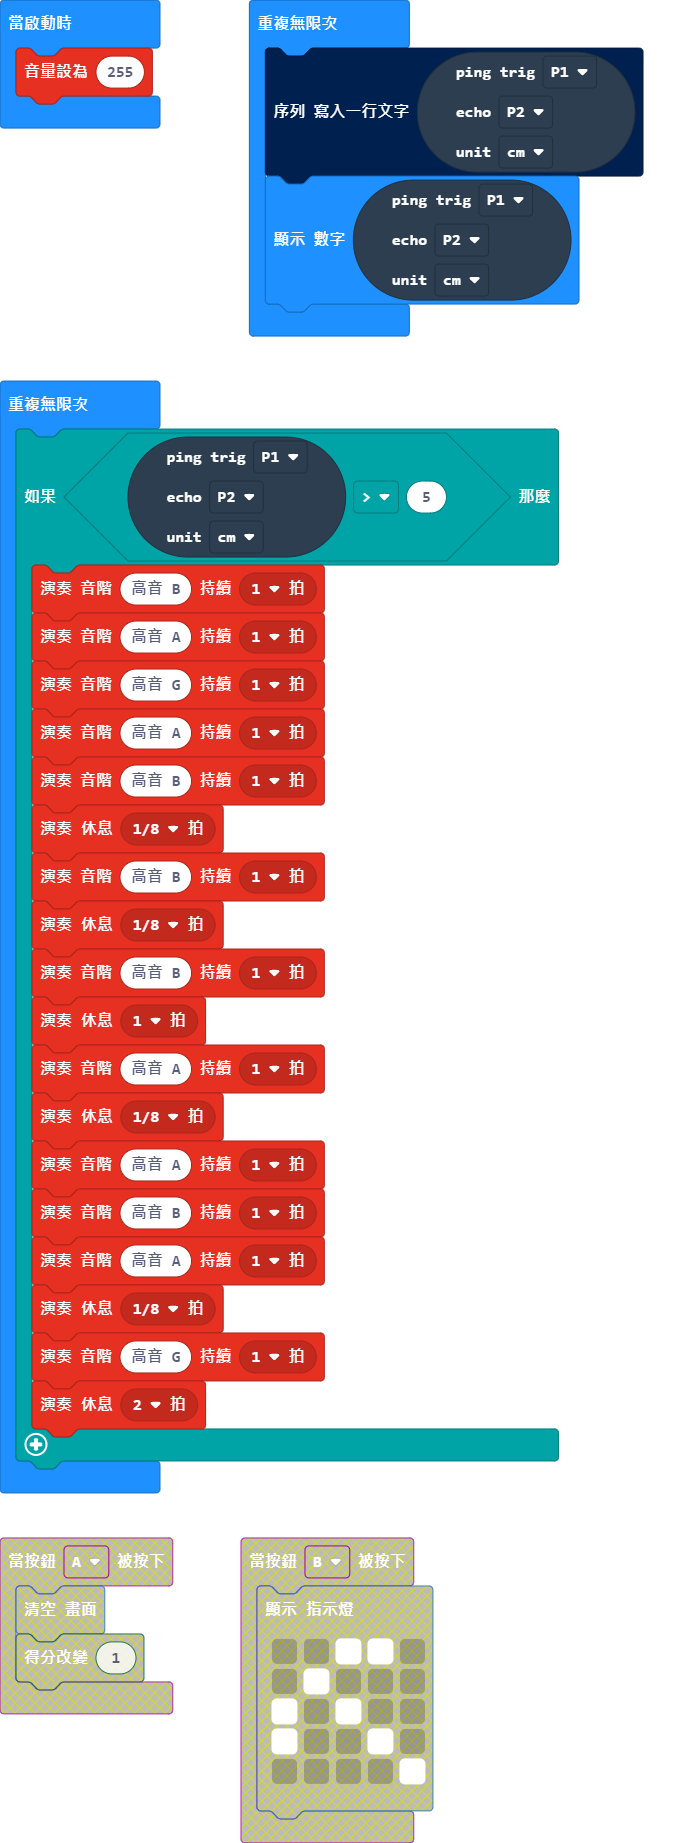 當啟動時
音量設為 255
重複無限次
序列 寫入一行文字 ping trig P1
echo P2
unit cm
顯示 數字 ping trig P1
echo P2
unit cm
重複無限次
如果 ping trig P1
echo P2
unit cm
> 5 那麼
演奏 音階 高音 B 持續 1 拍
演奏 音階 高音 A 持續 1 拍
演奏 音階 高音 G 持續 1 拍
演奏 音階 高音 A 持續 1 拍
演奏 音階 高音 B 持續 1 拍
演奏 休息 1/8 拍
演奏 音階 高音 B 持續 1 拍
演奏 休息 1/8 拍
演奏 音階 高音 B 持續 1 拍
演奏 休息 1 拍
演奏 音階 高音 A 持續 1 拍
演奏 休息 1/8 拍
演奏 音階 高音 A 持續 1 拍
演奏 音階 高音 B 持續 1 拍
演奏 音階 高音 A 持續 1 拍
演奏 休息 1/8 拍
演奏 音階 高音 G 持續 1 拍
演奏 休息 2 拍
當按鈕 A 被按下
清空 畫面
得分改變 1
當按鈕 B 被按下
顯示 指示燈